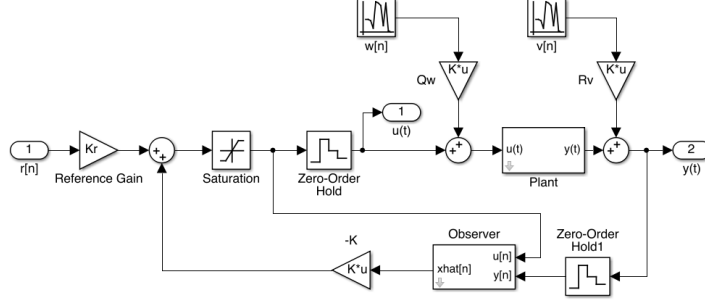 w[n]
v[n]
K*u
Qw
K*u
Rv
1
u(t)
1
r[n]
Kr
Reference Gain
Saturation
Zero-Order
Hold
u(t)
y(t)
Plant
2
y(t)
-K
K*u
Observer
xhat[n]
u[n]
y[n]
Zero-Order
Hold1